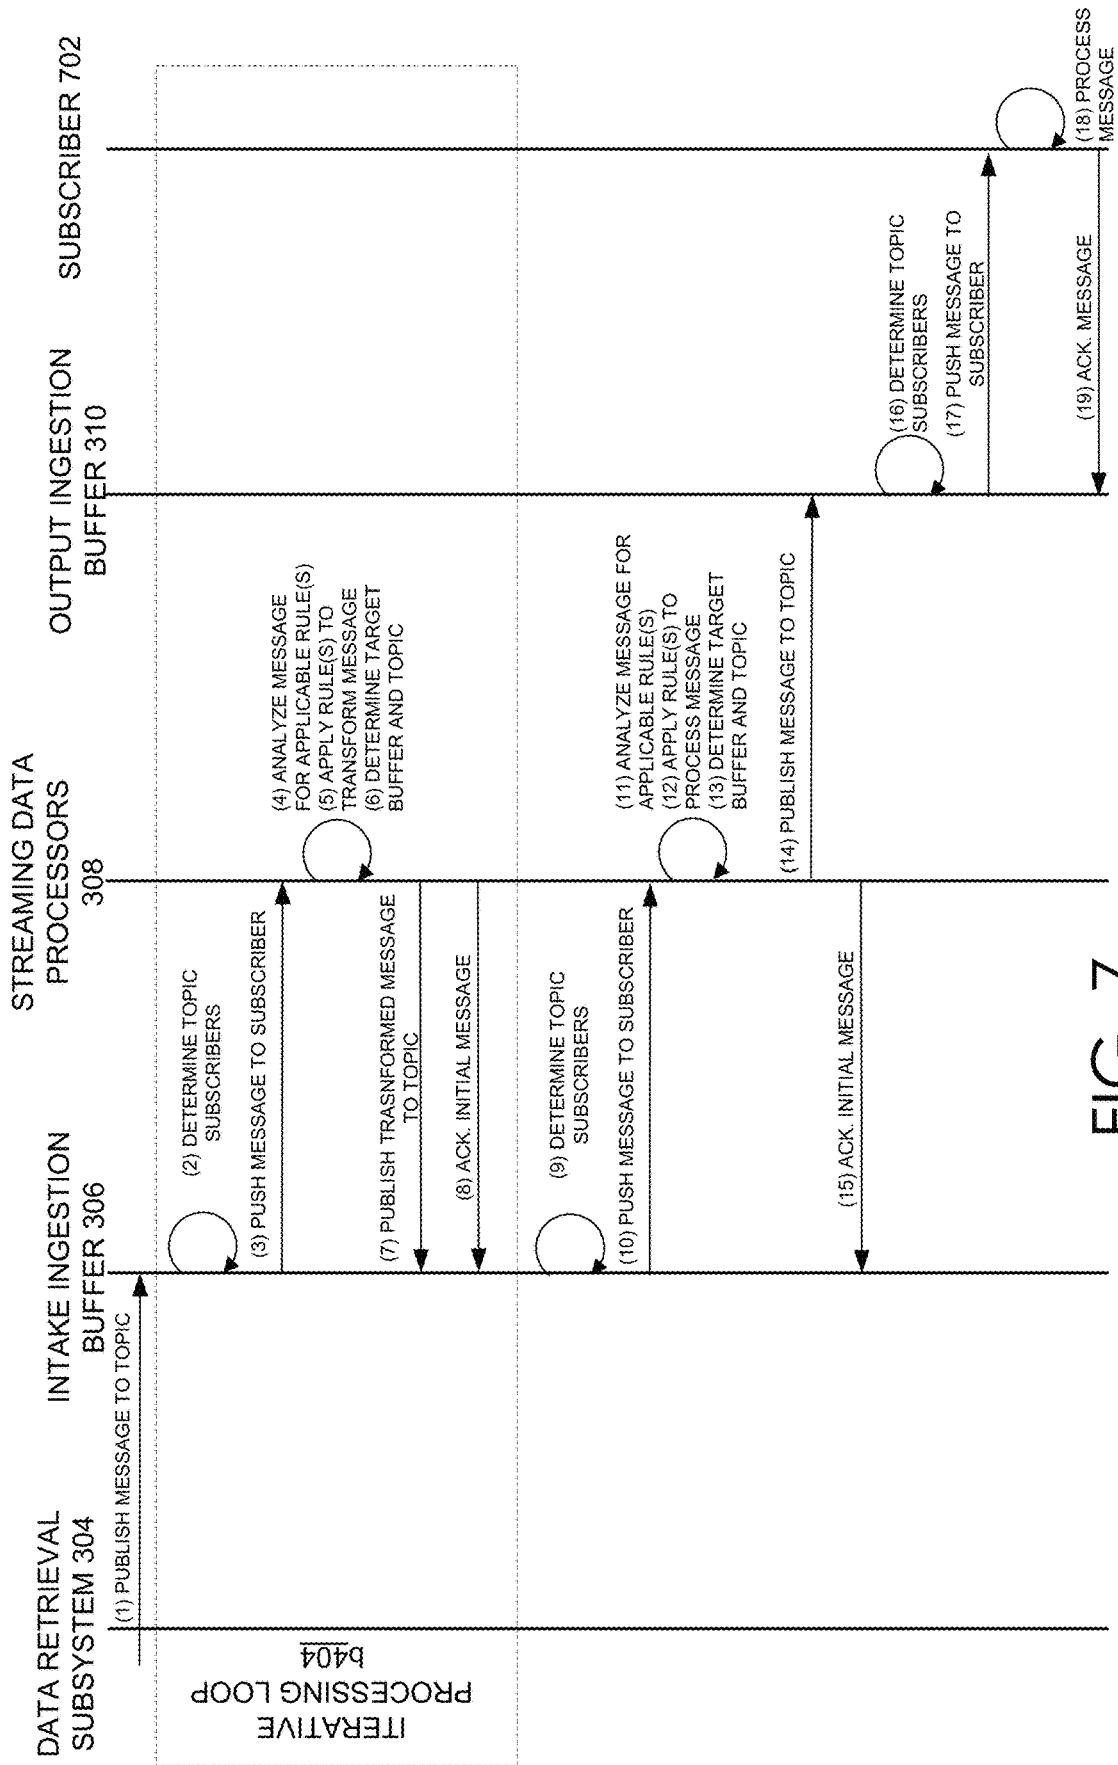 DATA RETRIEVAL
SUBSYSTEM 304
INTAKE INGESTION
BUFFER 306
STREAMING DATA
PROCESSORS
308
OUTPUT INGESTION
BUFFER 310
SUBSCRIBER 702
ITERATIVE
PROCESSING LOOP
b404
(1) PUBLISH MESSAGE TO TOPIC
(2) DETERMINE TOPIC
SUBSCRIBERS
(3) PUSH MESSAGE TO SUBSCRIBER
(4) ANALYZE MESSAGE
FOR APPLICABLE RULE(S)
(5) APPLY RULE(S) TO
TRANSFORM MESSAGE
(6) DETERMINE TARGET
BUFFER AND TOPIC
(7) PUBLISH TRASNFORMED MESSAGE
TO TOPIC
(8) ACK. INITIAL MESSAGE
(9) DETERMINE TOPIC
SUBSCRIBERS
(10) PUSH MESSAGE TO SUBSCRIBER
(11) ANALYZE MESSAGE FOR
APPLICABLE RULE(S)
(12) APPLY RULE(S) TO
PROCESS MESSAGE
(13) DETERMINE TARGET
BUFFER AND TOPIC
(14) PUBLISH MESSAGE TO TOPIC
(15) ACK. INITIAL MESSAGE
(16) DETERMINE TOPIC
SUBSCRIBERS
(17) PUSH MESSAGE TO
SUBSCRIBER
(18) PROCESS
MESSAGE
(19) ACK. MESSAGE
FIG. 7